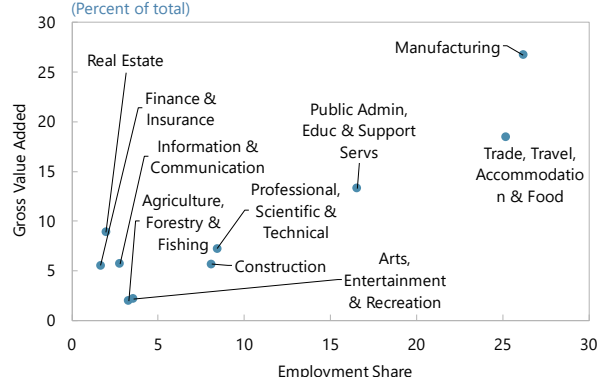 (Percent of total)
30
25
20
15
10
5
0
Gross Value Added
Real Estate
Finance &
Insurance
Information &
Communication
Agriculture,
Forestry &
Fishing
Professional,
Scientific &
Technical
Construction
Public Admin,
Educ & Support
Servs
Manufacturing
Trade, Travel,
Accommodatio
n & Food
Arts,
Entertainment
& Recreation
0 5 10 15 20 25 30
Employment Share